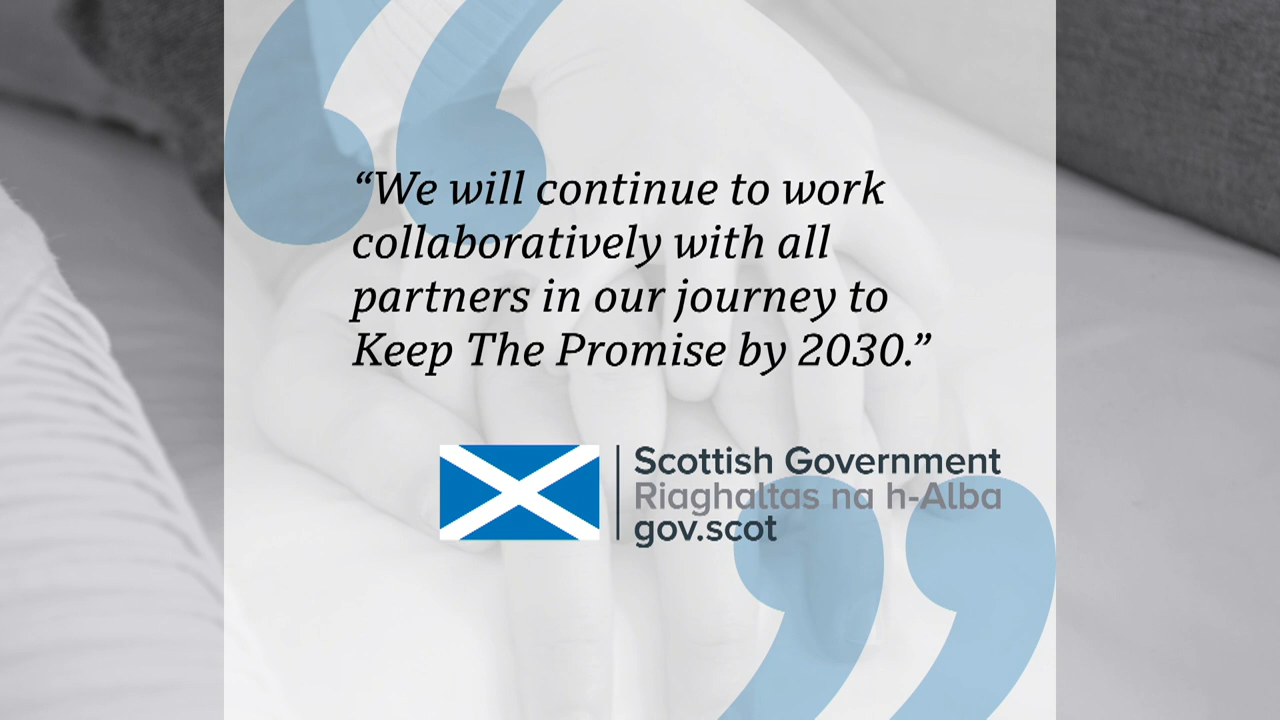 “We will continue to work
collaboratively with all
partners in our journey to
Keep The Promise by 2030.”
Scottish Government
Riaghaltas na h-Alba
gov.scot